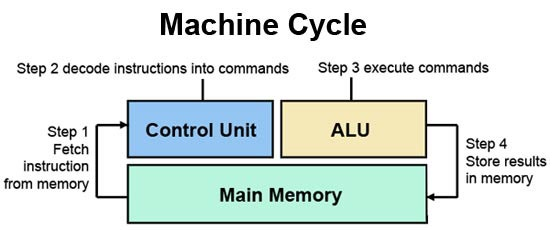 Machine Cycle
Step 2 decode instructions into commands
Step 3 execute commands
Step 1
Fetch
instruction
from memory
Control Unit
ALU
Step 4
Store results
in memory
Main Memory